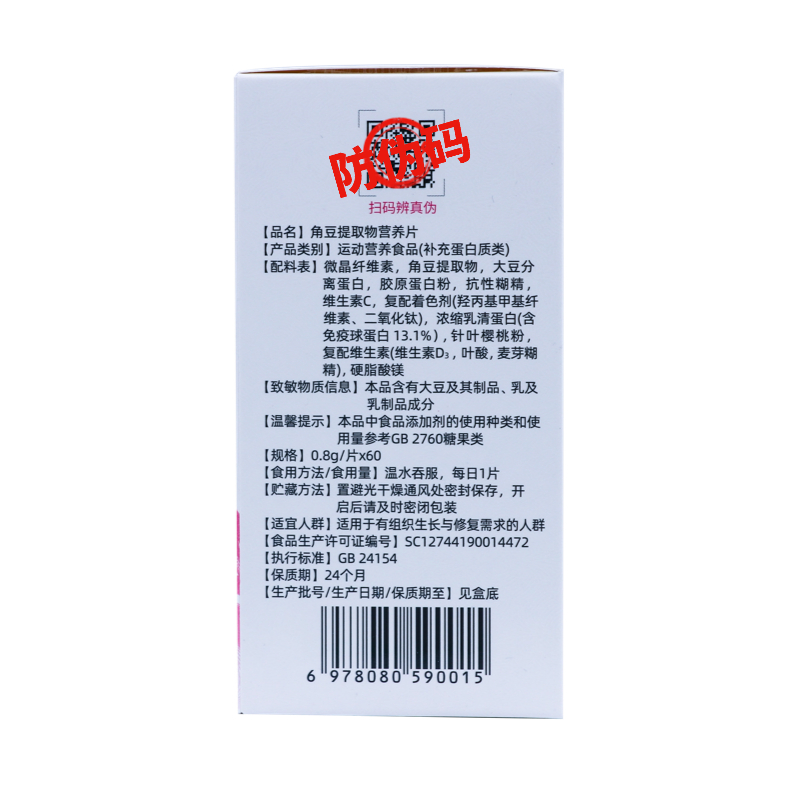 防伪码
扫码辨真伪
【品名】角豆提取物营养片
【产品类别】运动营养食品(补充蛋白质类)
【配料表】微晶纤维素，角豆提取物，大豆分
离蛋白，胶原蛋白粉，抗性糊精，
维生素C，复配着色剂(羟丙基甲基纤
维素、二氧化钛)，浓缩乳清蛋白(含
免疫球蛋白 13.1%)，针叶樱桃粉，
复配维生素(维生素D₃，叶酸，麦芽糊
精)，硬脂酸镁
【致敏物质信息】本品含有大豆及其制品、乳及
乳制品成分
【温馨提示】本品中食品添加剂的使用种类和使
用量参考GB 2760糖果类
【规格】0.8g/片x60
【食用方法/食用量】温水吞服，每日1片
【贮藏方法】置避光干燥通风处密封保存，开
启后请及时密闭包装
【适宜人群】适用于有组织生长与修复需求的人群
【食品生产许可证编号】SC12744190014472
【执行标准】GB 24154
【保质期】24个月
【生产批号/生产日期/保质期至】见盒底
6 978080 590015